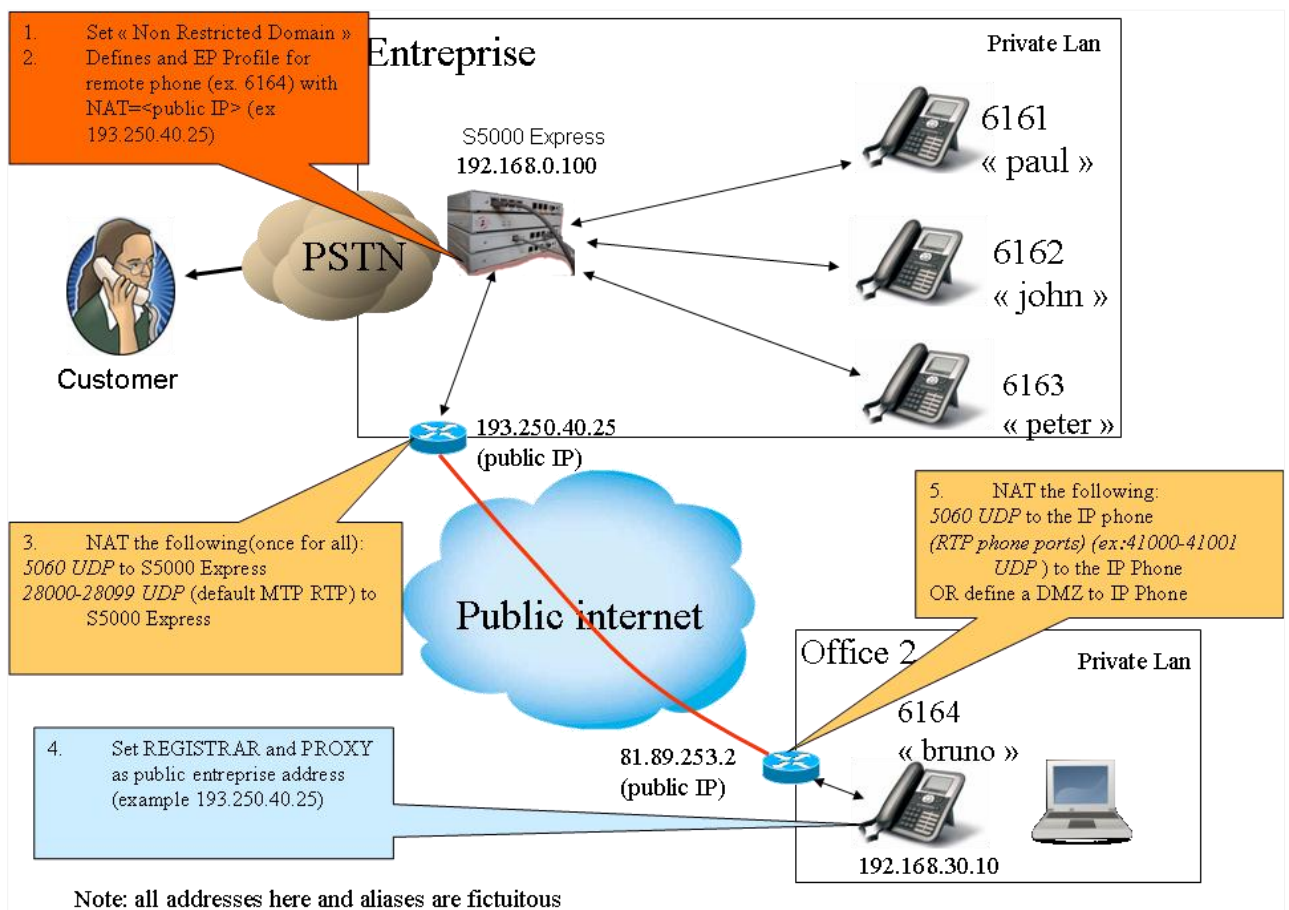 1. Set « Non Restricted Domain »
2. Defines and EP Profile for
remote phone (ex. 6164) with
NAT=<public IP> (ex
193.250.40.25)
Entreprise
Private Lan
S5000 Express
192.168.0.100
6161
« paul »
PSTN
6162
« john »
Customer
6163
« peter »
193.250.40.25
(public IP)
3. NAT the following(once for all):
5060 UDP to S5000 Express
28000-28099 UDP (default MTP RTP) to
S5000 Express
5. NAT the following:
5060 UDP to the IP phone
(RTP phone ports) (ex:41000-41001
UDP ) to the IP Phone
OR define a DMZ to IP Phone
Public internet
Office 2
Private Lan
6164
« bruno »
4. Set REGISTRAR and PROXY
as public entreprise address
(example 193.250.40.25)
81.89.253.2
(public IP)
192.168.30.10
Note: all addresses here and aliases are fictuitous